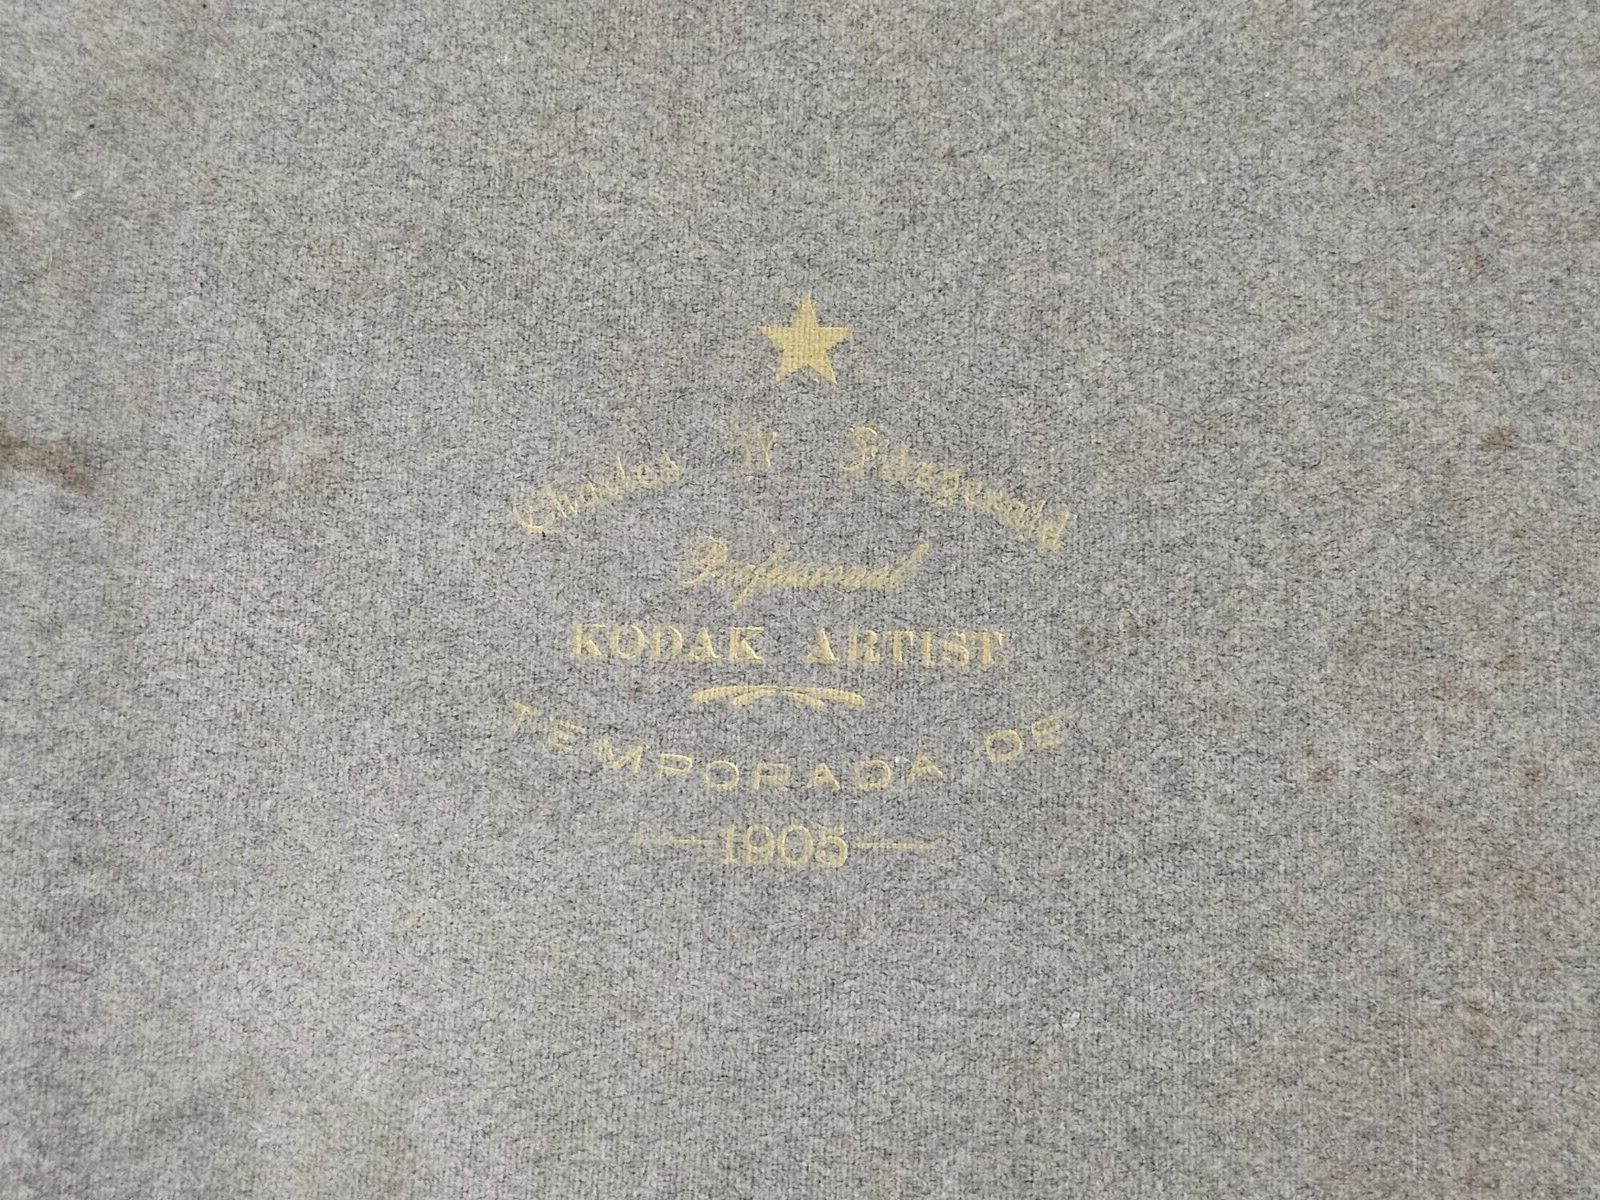 Charles W Fitzgerald
Professional
KODAK ARTIST
TEMPORADA DE
1905